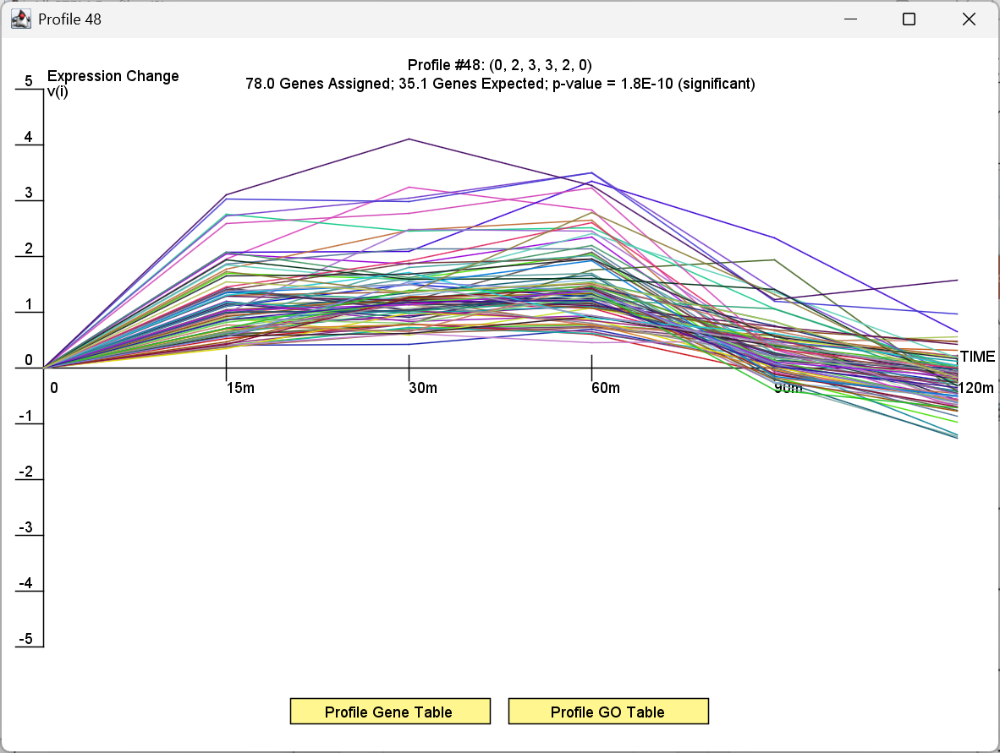 Profile 48
Profile #48: (0, 2, 3, 3, 2, 0)
78.0 Genes Assigned; 35.1 Genes Expected; p-value = 1.8E-10 (significant)
Expression Change
v(i)
5
4
3
2
1
0
-1
-2
-3
-4
-5
TIME
0
15m
30m
60m
90m
120m
Profile Gene Table
Profile GO Table